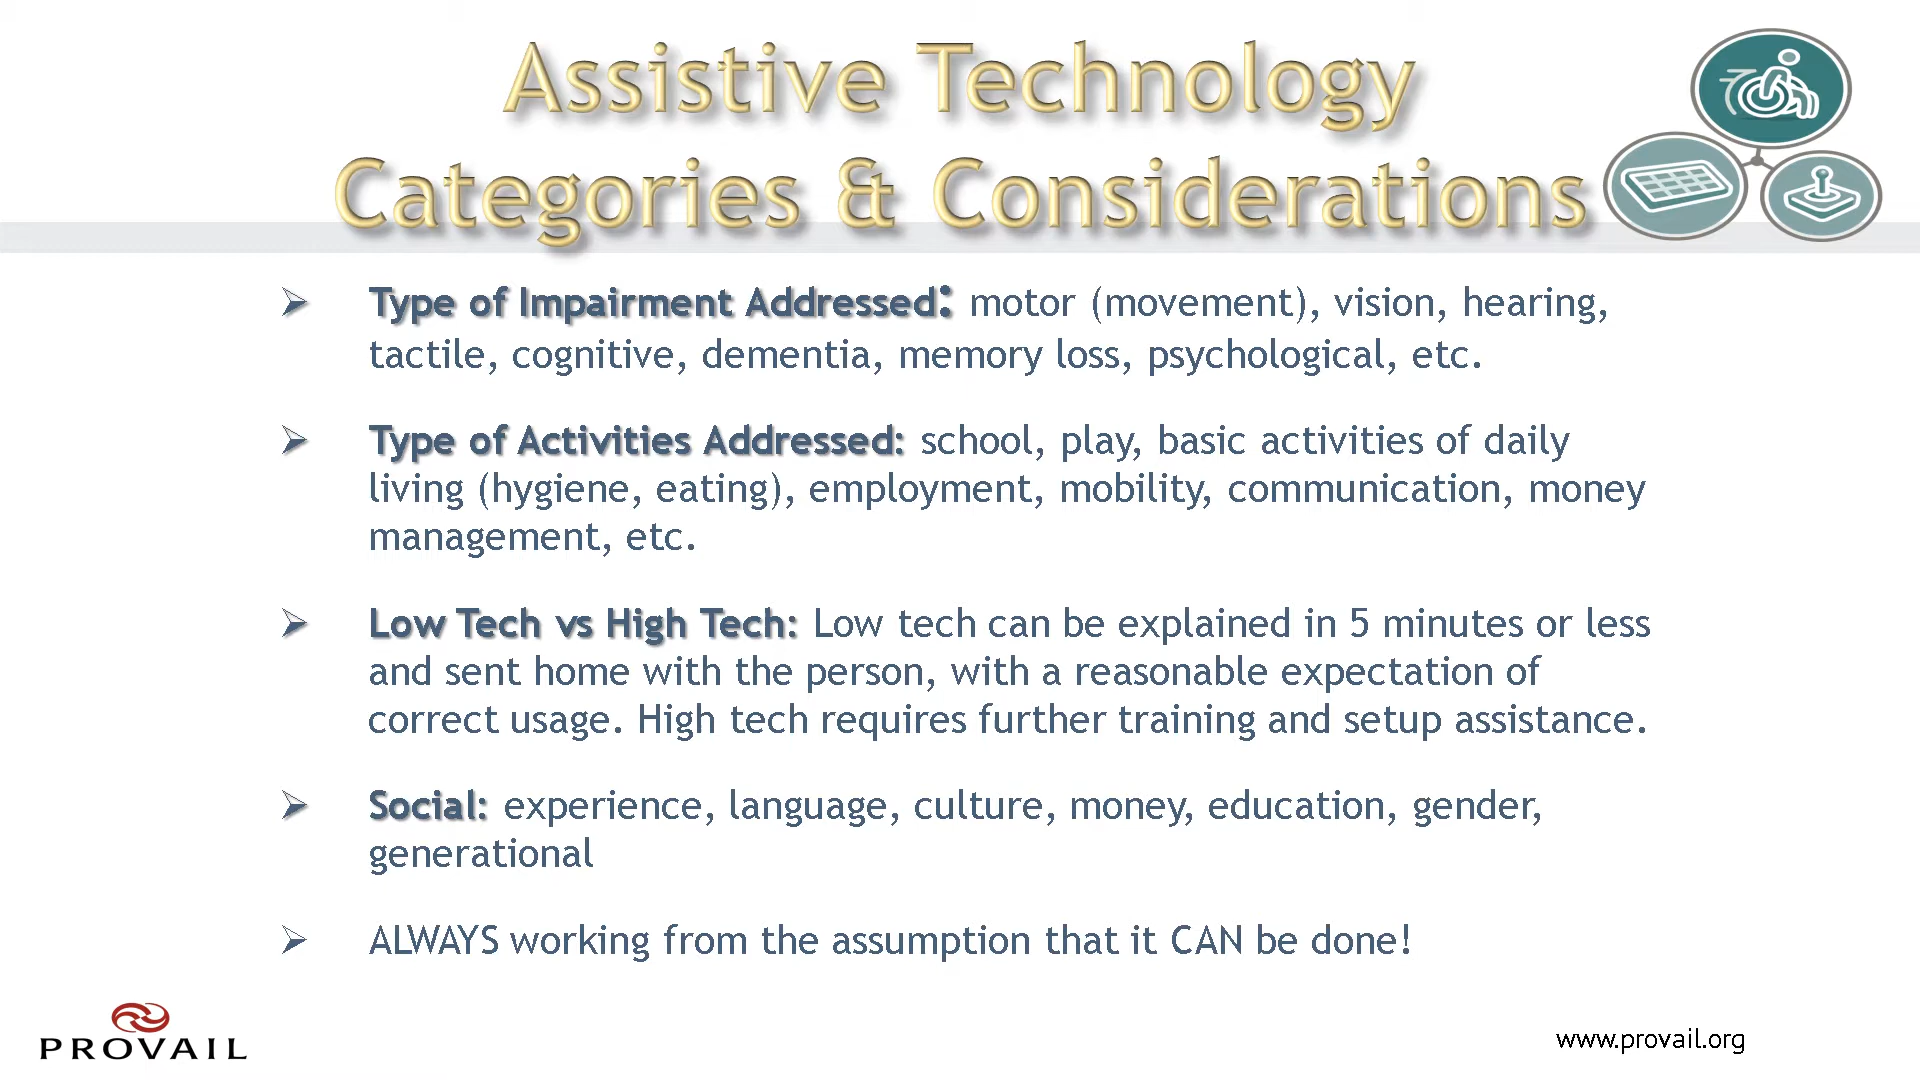 Assistive Technology
Categories & Considerations
Type of Impairment Addressed: motor (movement), vision, hearing,
tactile, cognitive, dementia, memory loss, psychological, etc.
Type of Activities Addressed: school, play, basic activities of daily
living (hygiene, eating), employment, mobility, communication, money
management, etc.
Low Tech vs High Tech: Low tech can be explained in 5 minutes or less
and sent home with the person, with a reasonable expectation of
correct usage. High tech requires further training and setup assistance.
Social: experience, language, culture, money, education, gender,
generational
ALWAYS working from the assumption that it CAN be done!
PROVAIL
www.provail.org